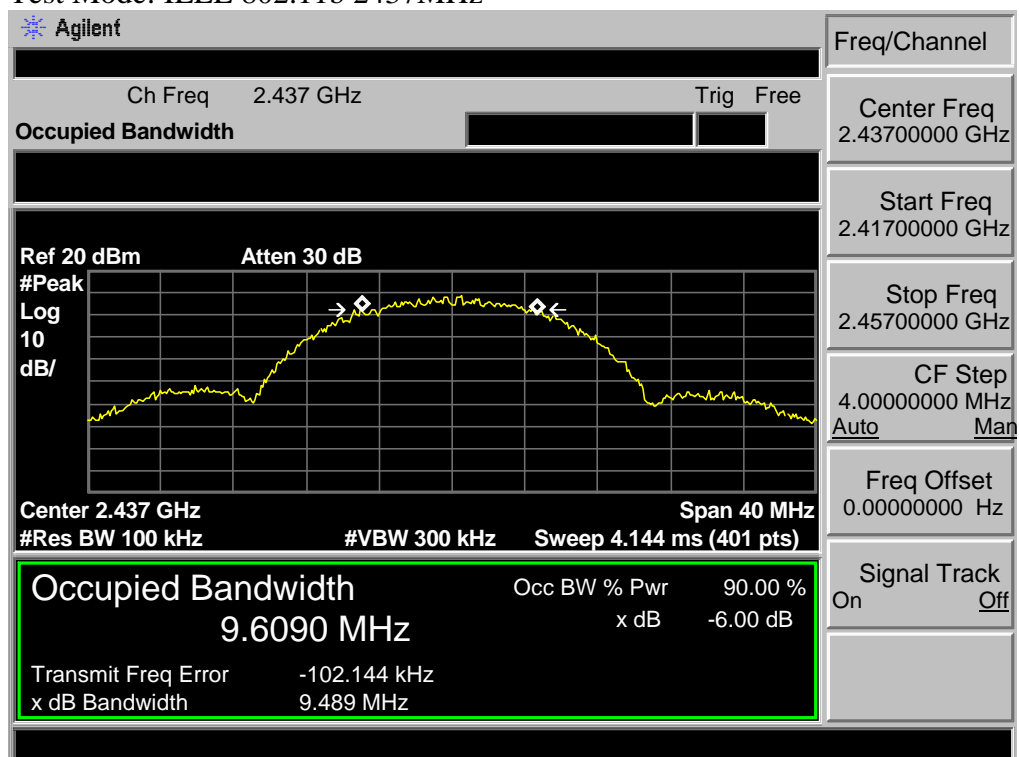 Test Mode: IEEE 802.11b 2437MHz
Agilent
Freq/Channel
Ch Freq 2.437 GHz Trig Free
Occupied Bandwidth
Center Freq
2.43700000 GHz
Start Freq
2.41700000 GHz
Stop Freq
2.45700000 GHz
CF Step
4.00000000 MHz
Auto Man
Freq Offset
0.00000000 Hz
Signal Track
On Off
Ref 20 dBm Atten 30 dB
#Peak
Log
10
dB/
Center 2.437 GHz Span 40 MHz
#Res BW 100 kHz #VBW 300 kHz Sweep 4.144 ms (401 pts)
Occupied Bandwidth Occ BW % Pwr 90.00 %
9.6090 MHz x dB -6.00 dB
Transmit Freq Error -102.144 kHz
x dB Bandwidth 9.489 MHz